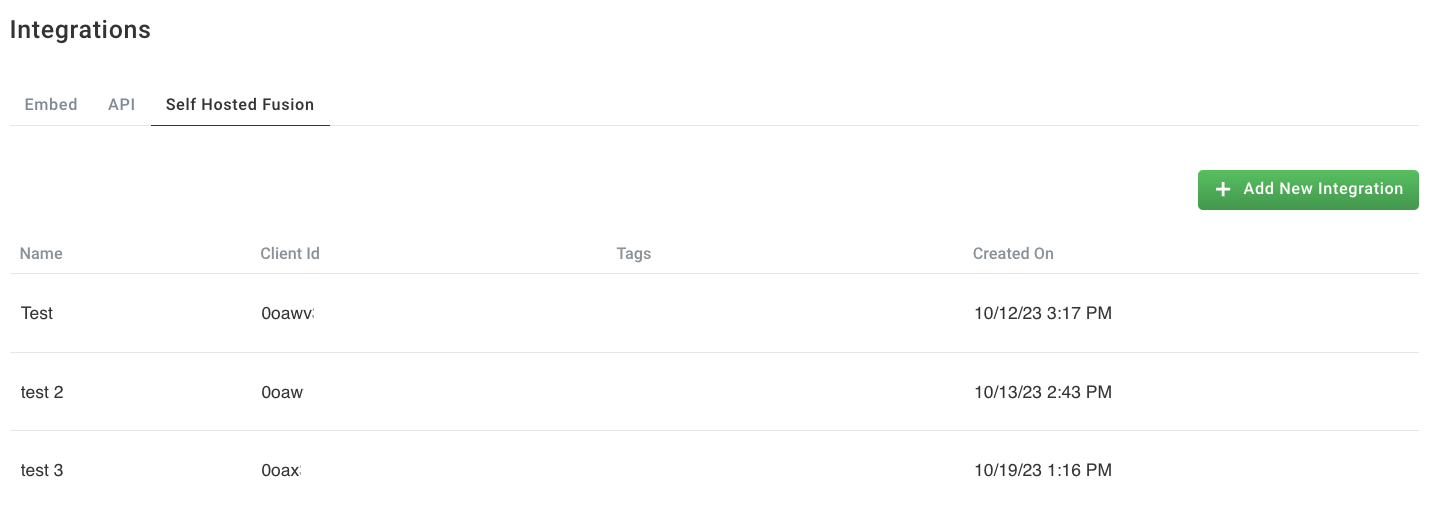 Integrations
Embed API Self Hosted Fusion
Add New Integration
Name Client Id Tags Created On
Test 0oawv 10/12/23 3:17 PM
test 2 0oaw 10/13/23 2:43 PM
test 3 0oax 10/19/23 1:16 PM